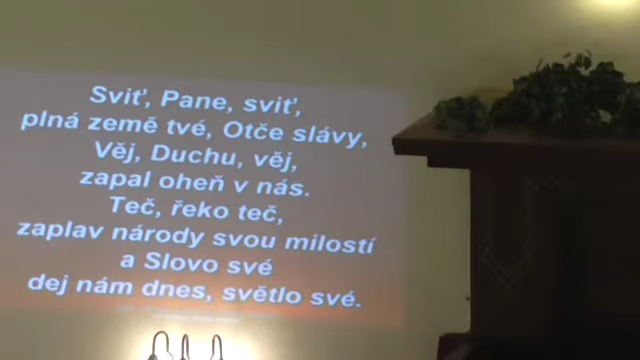 Sviť, Pane, sviť,
plná země tvé, Otče slávy,
Věj, Duchu, věj,
zapal oheň v nás.
Teč, řeko teč,
zaplav národy svou milostí
a Slovo své
dej nám dnes, světlo své.